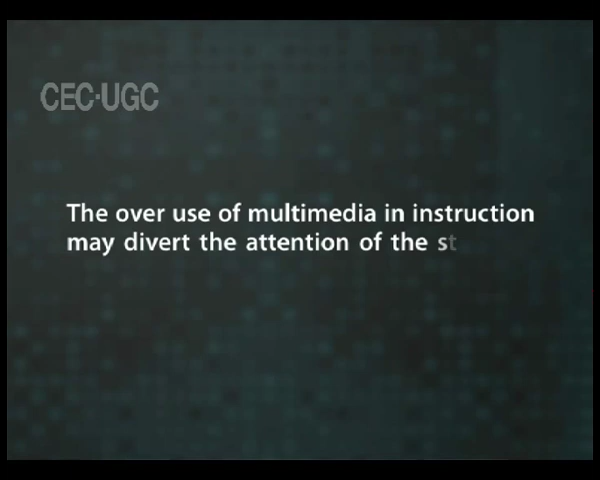 CEC-UGC
The over use of multimedia in instruction
may divert the attention of the st